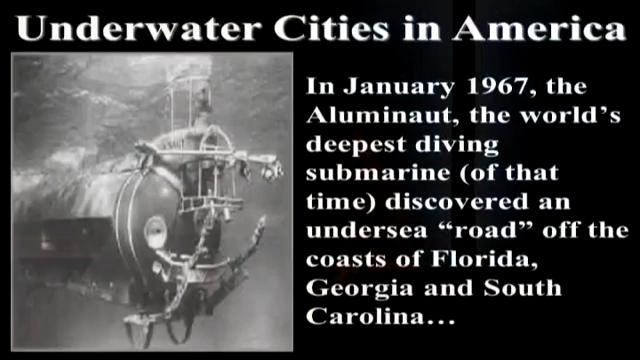 Underwater Cities in America
In January 1967, the
Aluminaut, the world's
deepest diving
submarine (of that
time) discovered an
undersea “road” off the
coasts of Florida,
Georgia and South
Carolina...